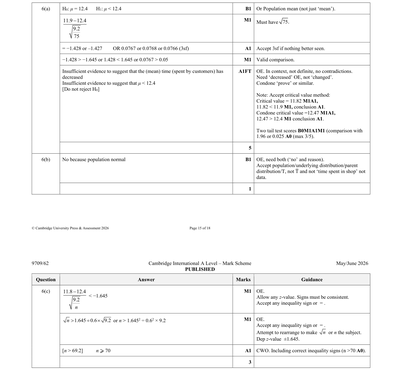 6(a) H₀: μ = 12.4 H₁: μ < 12.4 B1 Or Population mean (not just 'mean').
11.9 − 12.4 / √(9.2/75) M1 Must have √75.
= −1.428 or −1.427 OR 0.0767 or 0.0768 or 0.0766 (3sf) A1 Accept 3sf if nothing better seen.
−1.428 > −1.645 or 1.428 < 1.645 or 0.0767 > 0.05 M1 Valid comparison.
Insufficient evidence to suggest that the (mean) time (spent by customers) has
decreased
Insufficient evidence to suggest that μ < 12.4
[Do not reject H₀]
A1FT OE. In context, not definite, no contradictions.
Need 'decreased' OE, not 'changed'.
Condone 'prove' or similar.
Note: Accept critical value method:
Critical value = 11.82 M1A1,
11.82 < 11.9 M1, conclusion A1.
Condone critical value =12.47 M1A1,
12.47 > 12.4 M1 conclusion A1.
Two tail test scores B0M1A1M1 (comparison with
1.96 or 0.025 A0 (max 3/5).
5
6(b) No because population normal B1 OE, need both ('no' and reason).
Accept population/underlying distribution/parent
distribution/T, not T̄ and not 'time spent in shop' not
data.
1
© Cambridge University Press & Assessment 2026 Page 15 of 18
9709/62 Cambridge International A Level – Mark Scheme May/June 2026
PUBLISHED
Question Answer Marks Guidance
6(c) 11.8 − 12.4 / √(9.2/n) < −1.645 M1 OE.
Allow any z-value. Signs must be consistent.
Accept any inequality sign or = .
√n > 1.645 ÷ 0.6 × √9.2 or n > 1.645² ÷ 0.6² × 9.2 M1 OE.
Accept any inequality sign or = .
Attempt to rearrange to make √n or n the subject.
Dep z-value ±1.645.
[n > 69.2] n ⩾ 70 A1 CWO. Including correct inequality signs (n >70 A0).
3